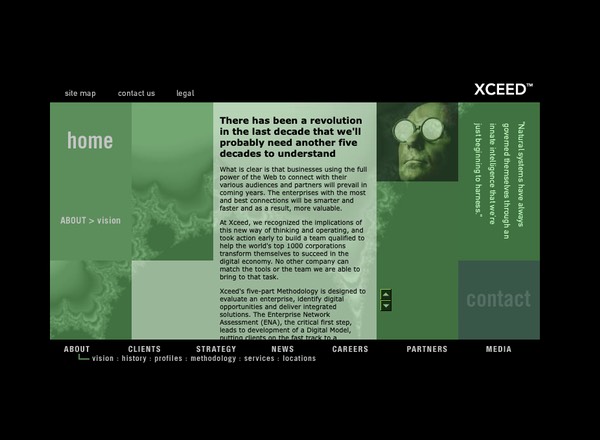 site map contact us legal
XCEED™
home
ABOUT > vision
There has been a revolution
in the last decade that we'll
probably need another five
decades to understand
What is clear is that businesses using the full
power of the Web to connect with their
various audiences and partners will prevail in
coming years. The enterprises with the most
and best connections will be smarter and
faster and as a result, more valuable.
At Xceed, we recognized the implications of
this new way of thinking and operating, and
took action early to build a team qualified to
help the world's top 1000 corporations
transform themselves to succeed in the
digital economy. No other company can
match the tools or the team we are able to
bring to that task.
Xceed's five-part Methodology is designed to
evaluate an enterprise, identify digital
opportunities and deliver integrated
solutions. The Enterprise Network
Assessment (ENA), the critical first step,
leads to development of a Digital Model,
putting clients on the fast track to a
"Natural systems have always
governed themselves through an
innate intelligence that we're
just beginning to harness."
contact
ABOUT CLIENTS STRATEGY NEWS CAREERS PARTNERS MEDIA
vision : history : profiles : methodology : services : locations